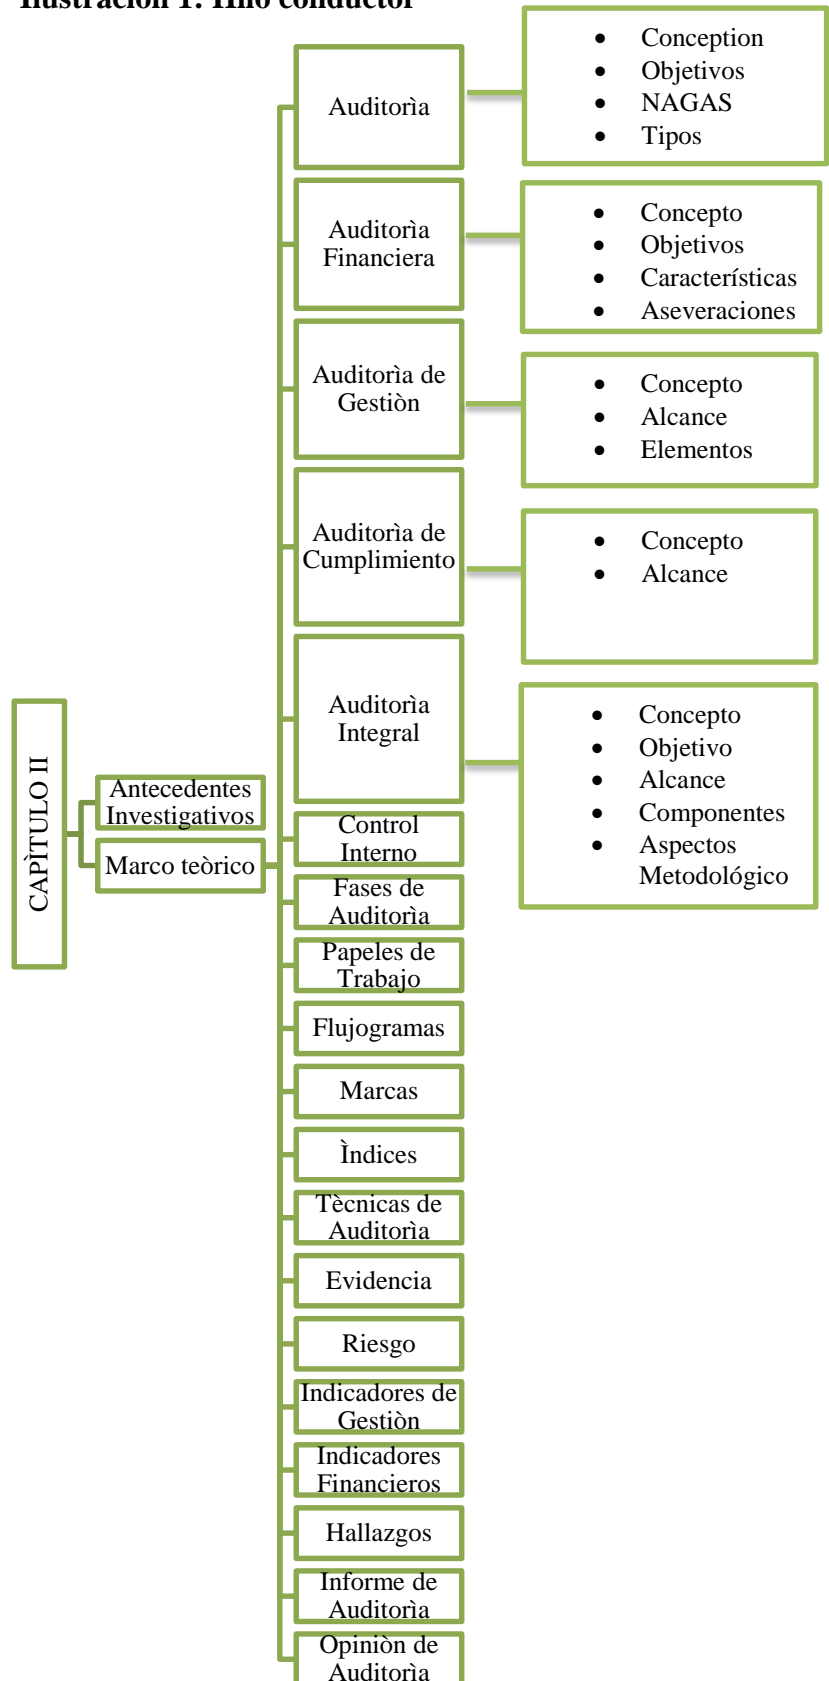 Ilustración 1: Hilo conductor
CAPÌTULO II
Antecedentes
Investigativos
Marco teòrico
Auditorìa
• Conception
• Objetivos
• NAGAS
• Tipos
Auditorìa
Financiera
• Concepto
• Objetivos
• Característícas
• Aseveraciones
Auditorìa de
Gestiòn
• Concepto
• Alcance
• Elementos
Auditorìa de
Cumplimiento
• Concepto
• Alcance
Auditorìa
Integral
• Concepto
• Objetivo
• Alcance
• Componentes
• Aspectos
Metodológico
Control
Interno
Fases de
Auditorìa
Papeles de
Trabajo
Flujogramas
Marcas
Ìndices
Tècnicas de
Auditorìa
Evidencia
Riesgo
Indicadores de
Gestiòn
Indicadores
Financieros
Hallazgos
Informe de
Auditorìa
Opiniòn de
Auditorìa